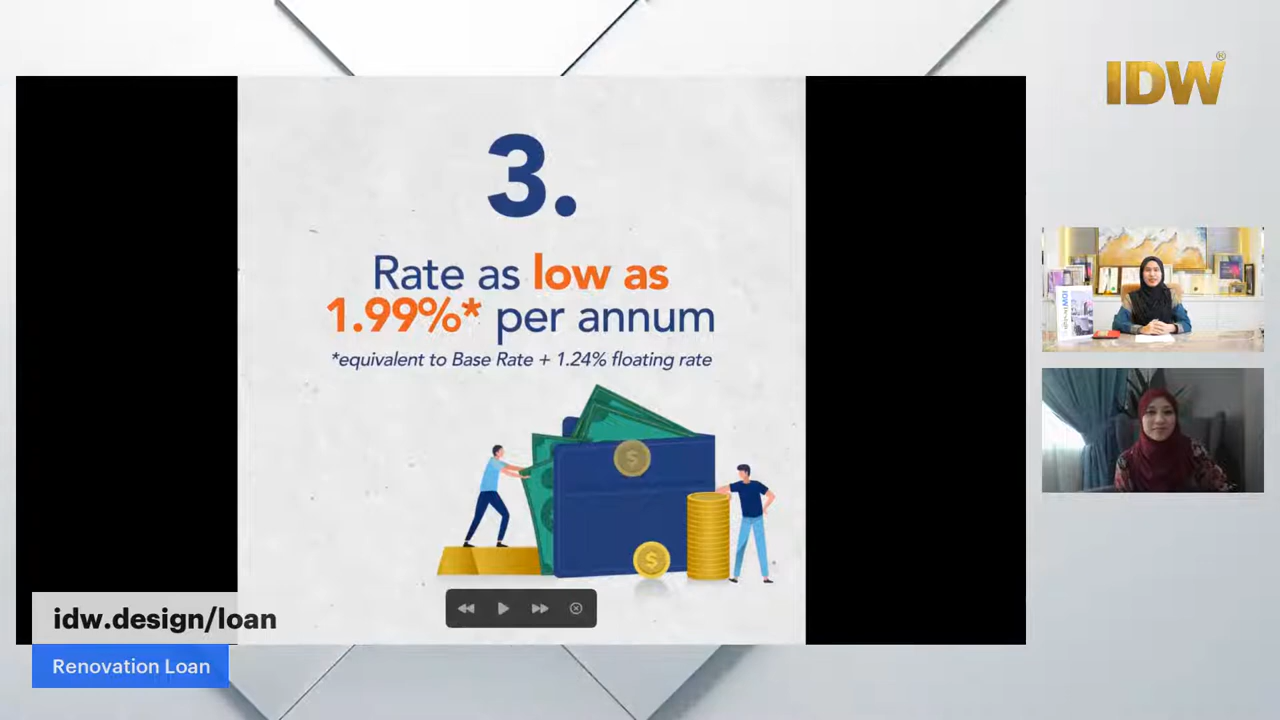 3.
Rate as low as
1.99%* per annum
*equivalent to Base Rate + 1.24% floating rate
$
$
idw.design/loan
Renovation Loan
IDW®
IDW